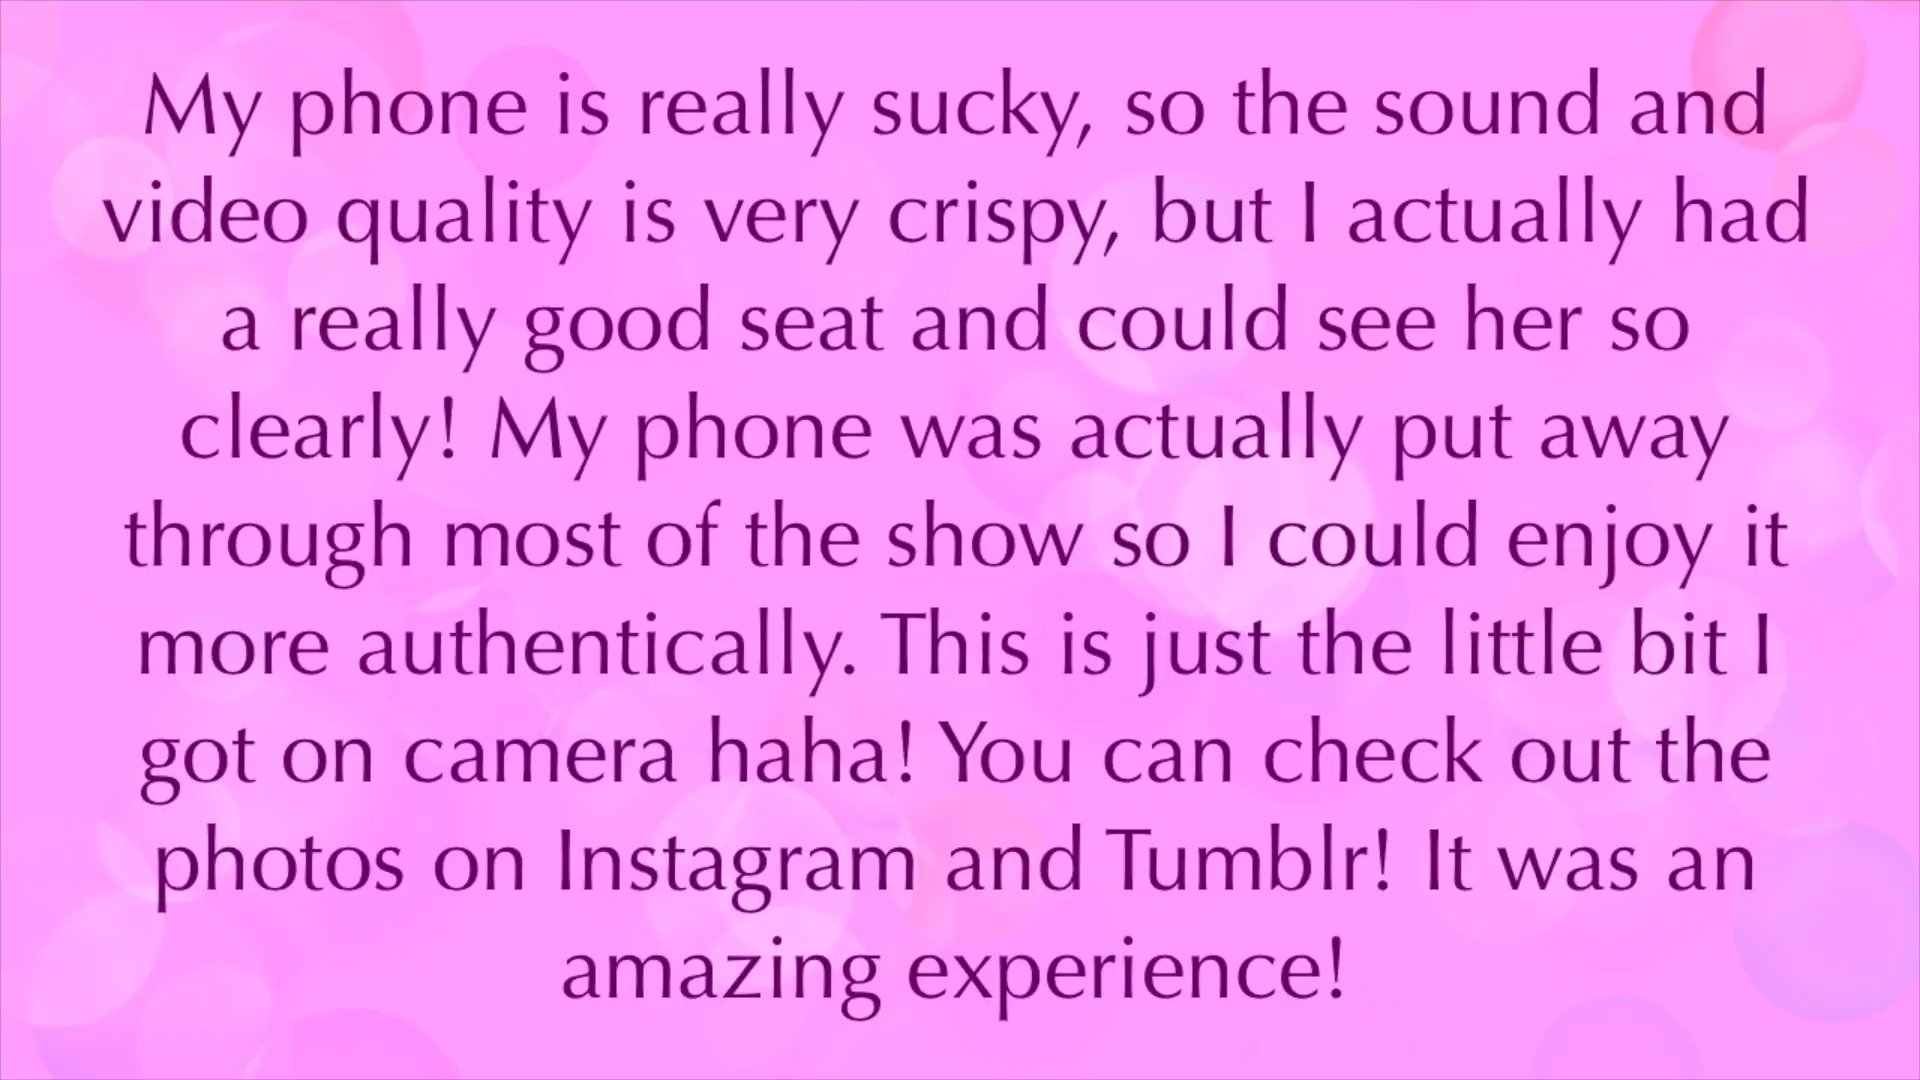 My phone is really sucky, so the sound and
video quality is very crispy, but I actually had
a really good seat and could see her so
clearly! My phone was actually put away
through most of the show so I could enjoy it
more authentically. This is just the little bit I
got on camera haha! You can check out the
photos on Instagram and Tumblr! It was an
amazing experience!